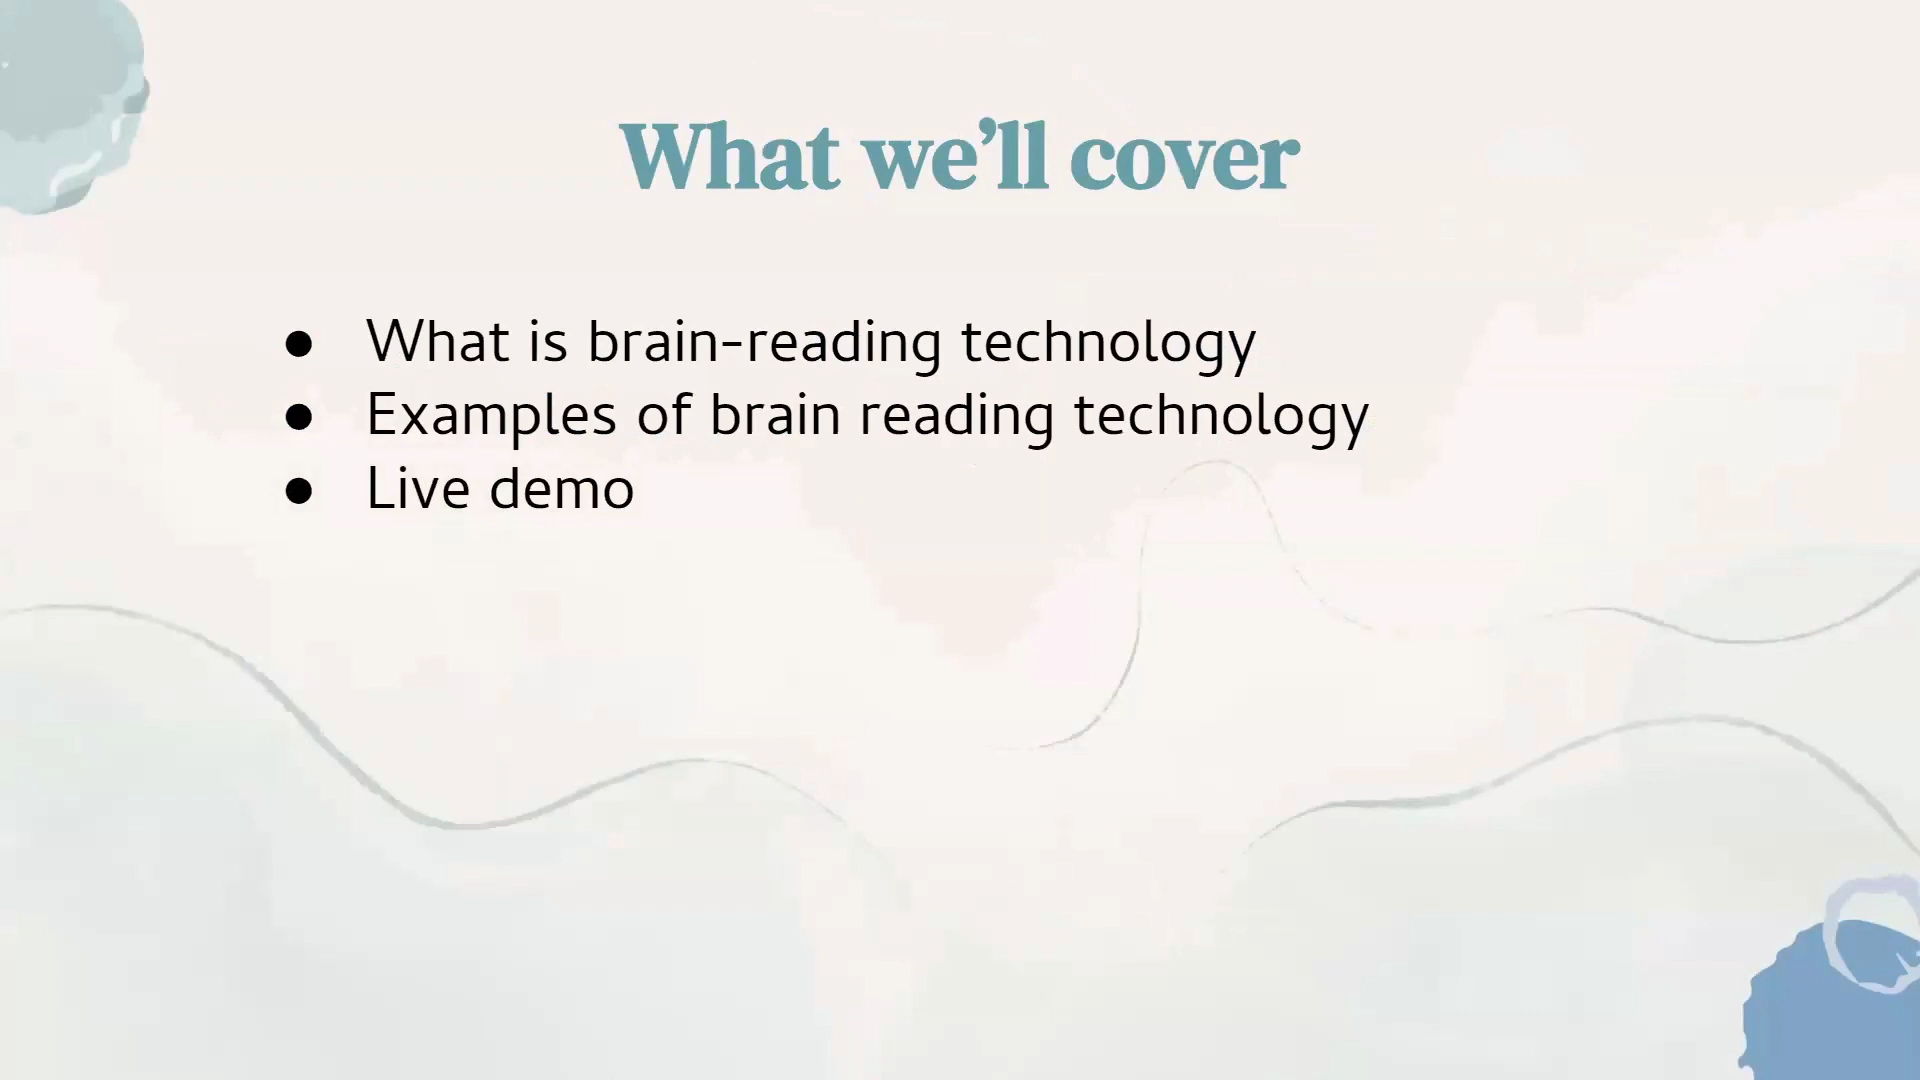 What we’ll cover
● What is brain-reading technology
● Examples of brain reading technology
● Live demo